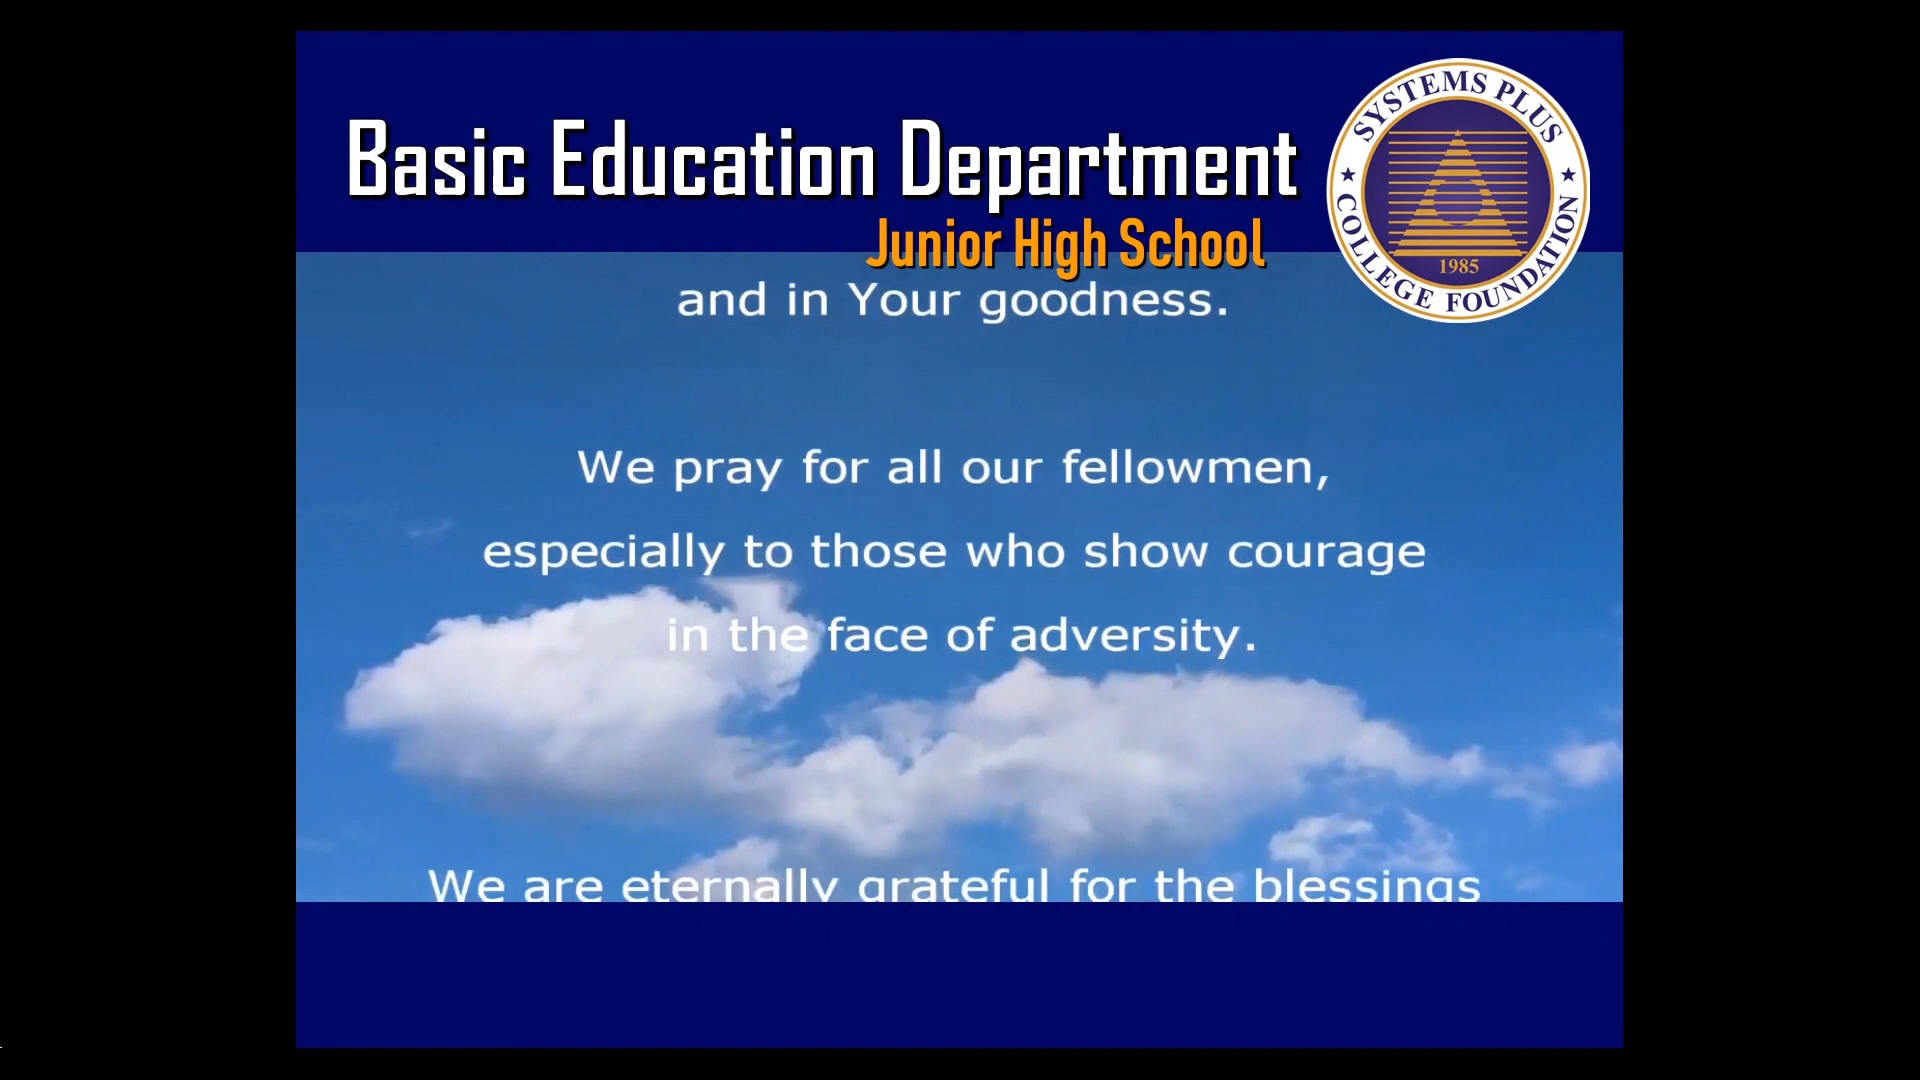 Basic Education Department
Junior High School
SYSTEMS PLUS
COLLEGE FOUNDATION
1985
and in Your goodness.
We pray for all our fellowmen,
especially to those who show courage
in the face of adversity.
We are eternally grateful for the blessings